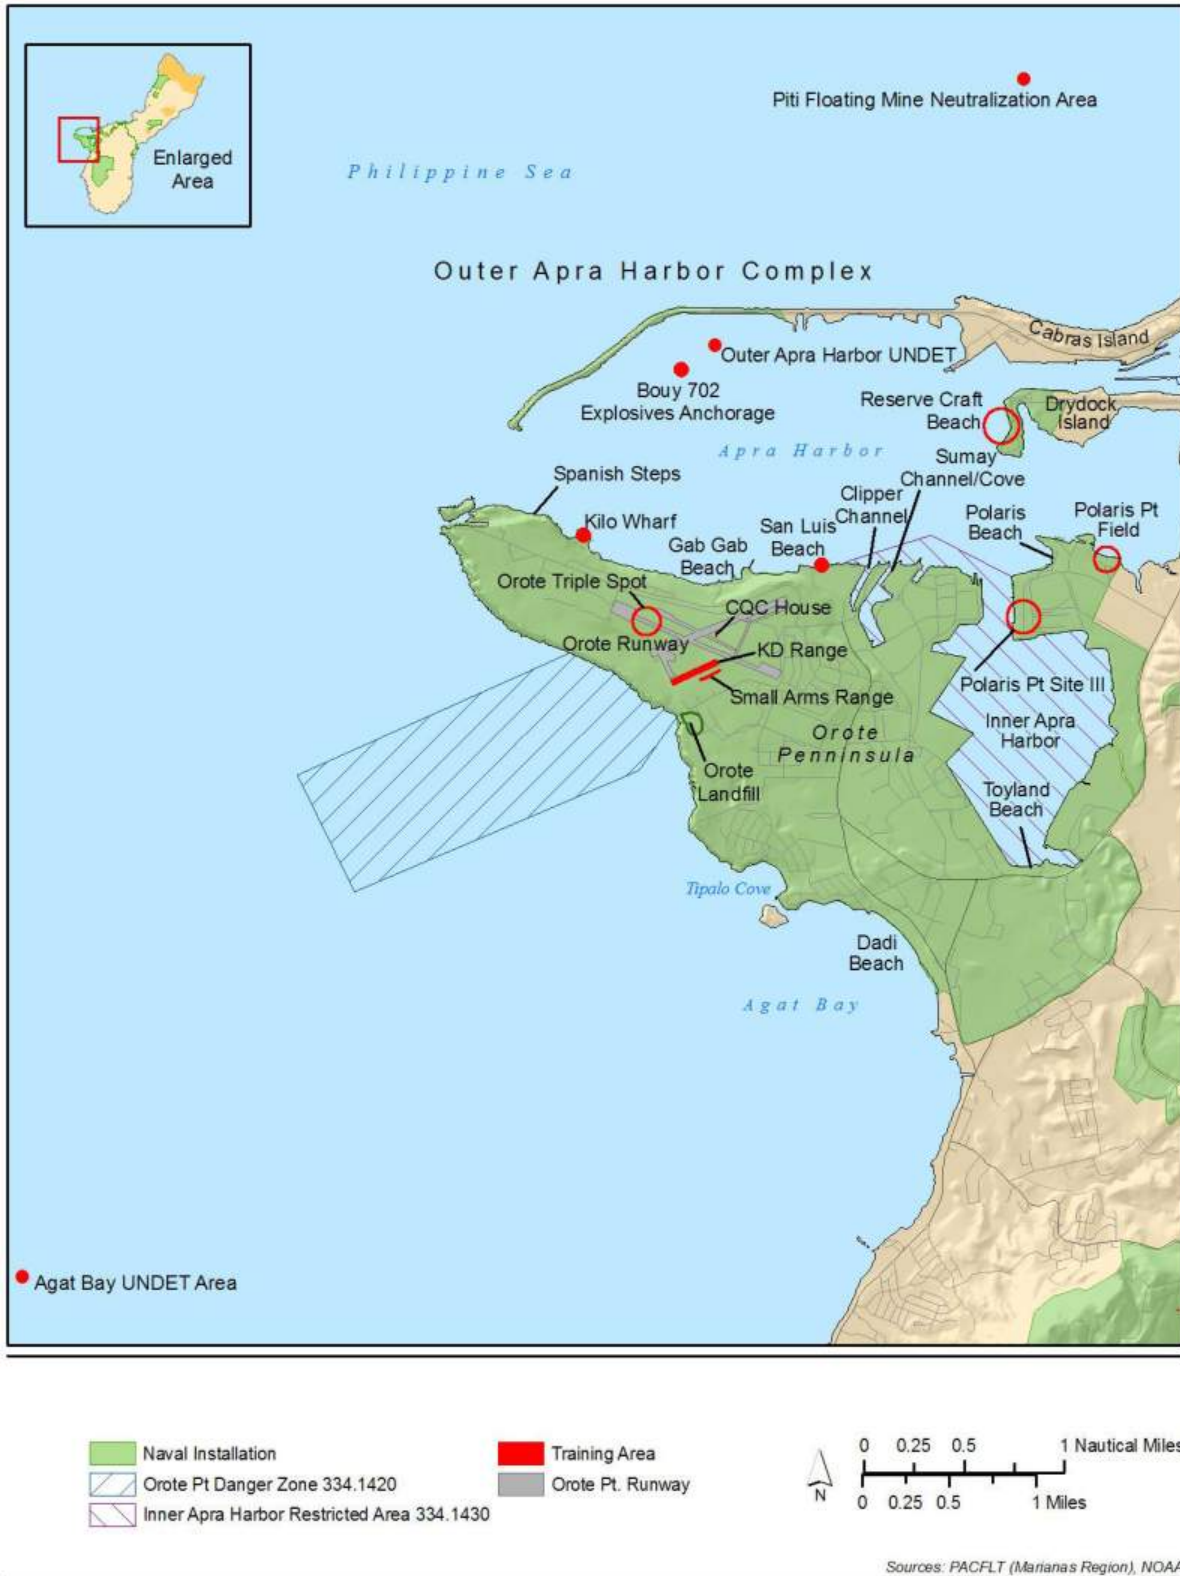 Enlarged
Area
Piti Floating Mine Neutralization Area
Philippine Sea
Outer Apra Harbor Complex
Cabras Island
Outer Apra Harbor UNDET
Bouy 702
Explosives Anchorage
Reserve Craft
Beach
Drydock
Island
Apra Harbor
Sumay
Channel/Cove
Spanish Steps
Clipper
Channel
Kilo Wharf
San Luis
Beach
Polaris
Beach
Polaris Pt
Field
Gab Gab
Beach
Orote Triple Spot
CQC House
Orote Runway
KD Range
Polaris Pt Site III
Small Arms Range
Orote
Penninsula
Inner Apra
Harbor
Orote
Landfill
Toyland
Beach
Tipalo Cove
Dadi
Beach
Agat Bay
Agat Bay UNDET Area
Naval Installation
Orote Pt Danger Zone 334.1420
Inner Apra Harbor Restricted Area 334.1430
Training Area
Orote Pt. Runway
N
0 0.25 0.5 1 Nautical Miles
0 0.25 0.5 1 Miles
Sources: PACFLT (Marianas Region), NOAA